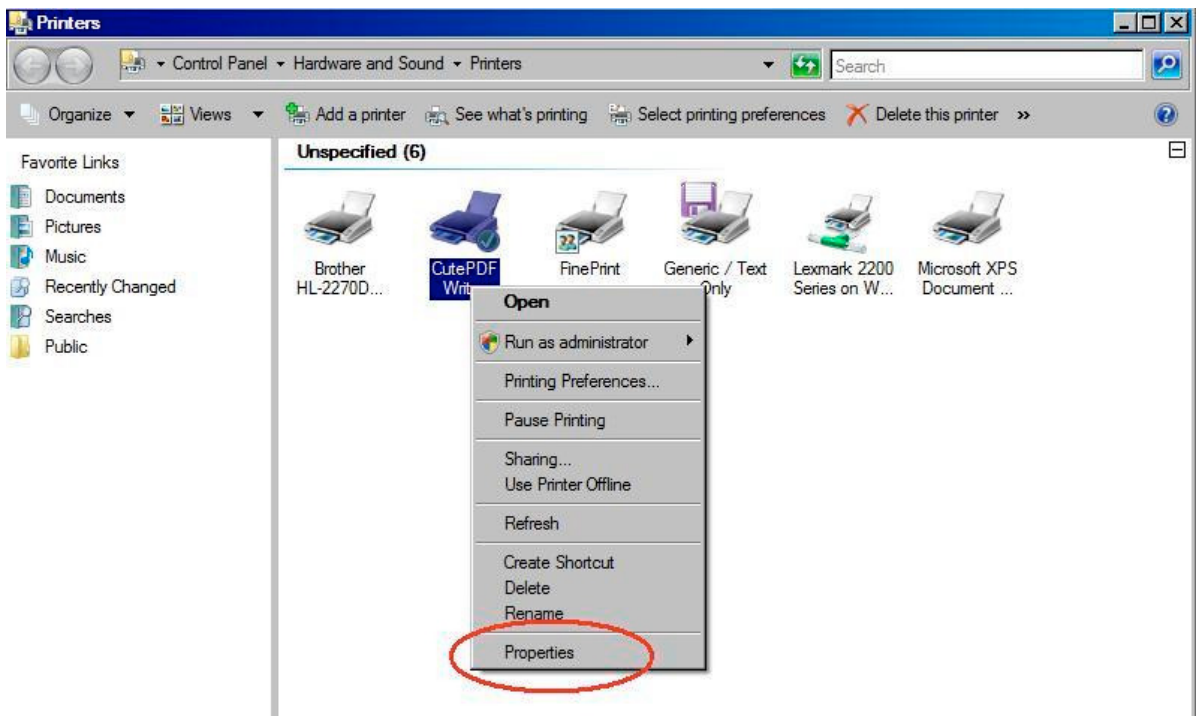 Printers
Control Panel Hardware and Sound Printers
Search
Organize Views Add a printer See what's printing Select printing preferences Delete this printer »
Favorite Links
Documents
Pictures
Music
Recently Changed
Searches
Public
Unspecified (6)
Brother
HL-2270D...
CutePDF
Writ
FinePrint
Generic / Text
Only
Lexmark 2200
Series on W...
Microsoft XPS
Document ...
Open
Run as administrator
Printing Preferences...
Pause Printing
Sharing...
Use Printer Offline
Refresh
Create Shortcut
Delete
Rename
Properties